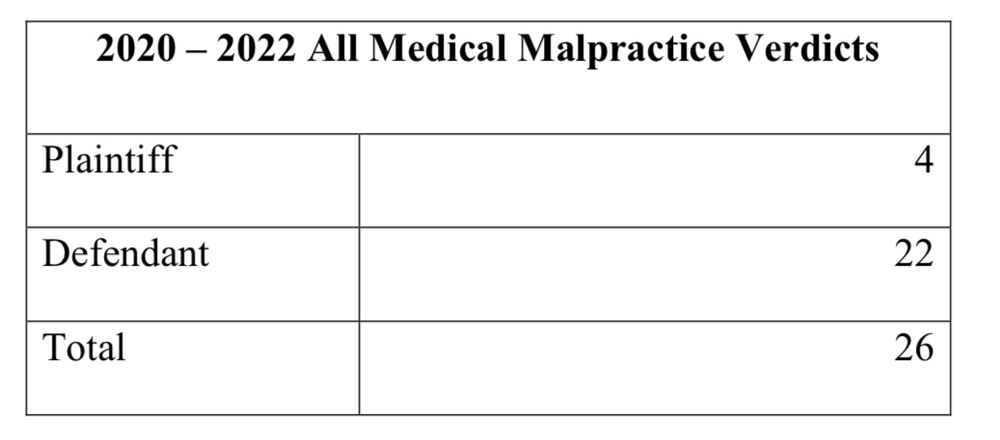 2020 – 2022 All Medical Malpractice Verdicts
Plaintiff 4
Defendant 22
Total 26